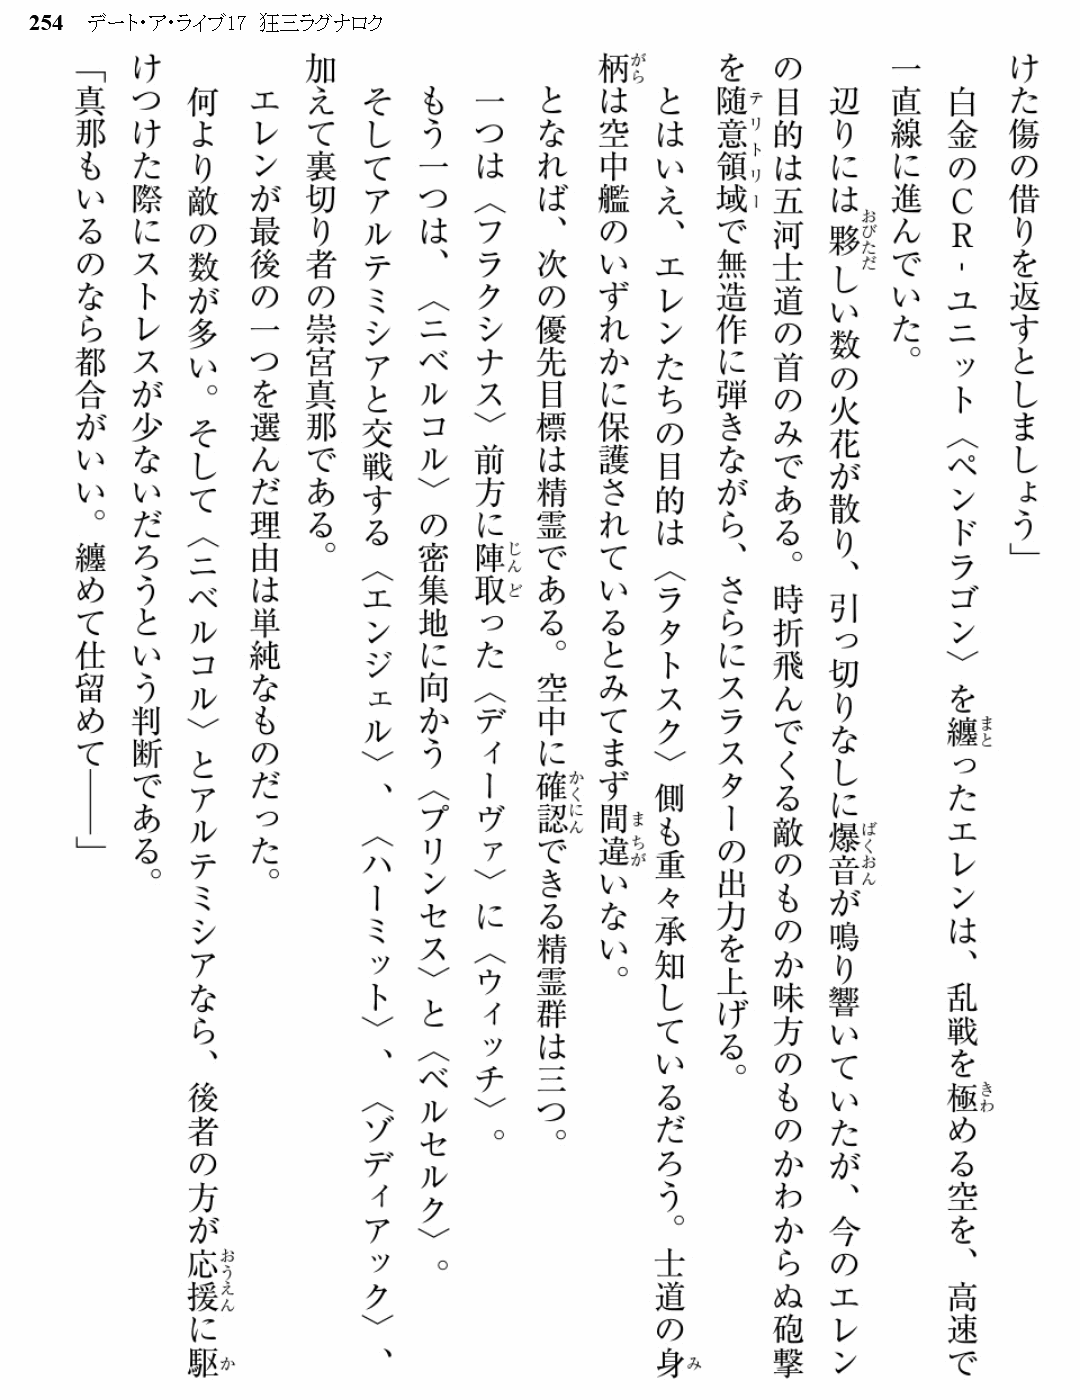 254 デート・ア・ライブ17 狂三ラグナロク
けた傷の借りを返すとしましょう」
白金のCR-ユニット〈ペンドラゴン〉を纏ったエレンは、乱戦を極める空を、高速で
一直線に進んでいた。
辺りには夥しい数の火花が散り、引っ切りなしに爆音が鳴り響いていたが、今のエレン
の目的は五河士道の首のみである。時折飛んでくる敵のものか味方のものかわからぬ砲撃
を随意領域で無造作に弾きながら、さらにスラスターの出力を上げる。
とはいえ、エレンたちの目的は〈ラタトスク〉側も重々承知しているだろう。士道の身
柄は空中艦のいずれかに保護されているとみてまず間違いない。
となれば、次の優先目標は精霊である。空中に確認できる精霊群は三つ。
一つは〈フラクシナス〉前方に陣取った〈ディーヴァ〉に〈ウィッチ〉。
もう一つは、〈ニベルコル〉の密集地に向かう〈プリンセス〉と〈ベルセルク〉。
そしてアルテミシアと交戦する〈エンジェル〉、〈ハーミット〉、〈ゾディアック〉、
加えて裏切り者の崇宮真那である。
エレンが最後の一つを選んだ理由は単純なものだった。
何より敵の数が多い。そして〈ニベルコル〉とアルテミシアなら、後者の方が応援に駆
けつけた際にストレスが少ないだろうという判断である。
「真那もいるのなら都合がいい。纏めて仕留めて――」